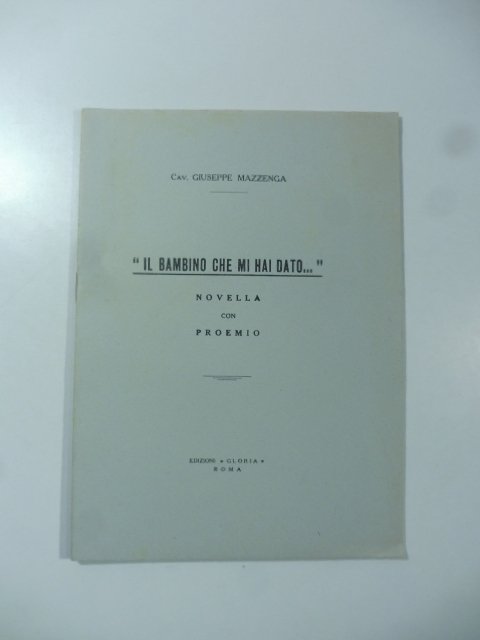 Cav. GIUSEPPE MAZZENGA
"IL BAMBINO CHE MI HAI DATO..."
NOVELLA
CON
PROEMIO
EDIZIONI « GLORIA »
ROMA